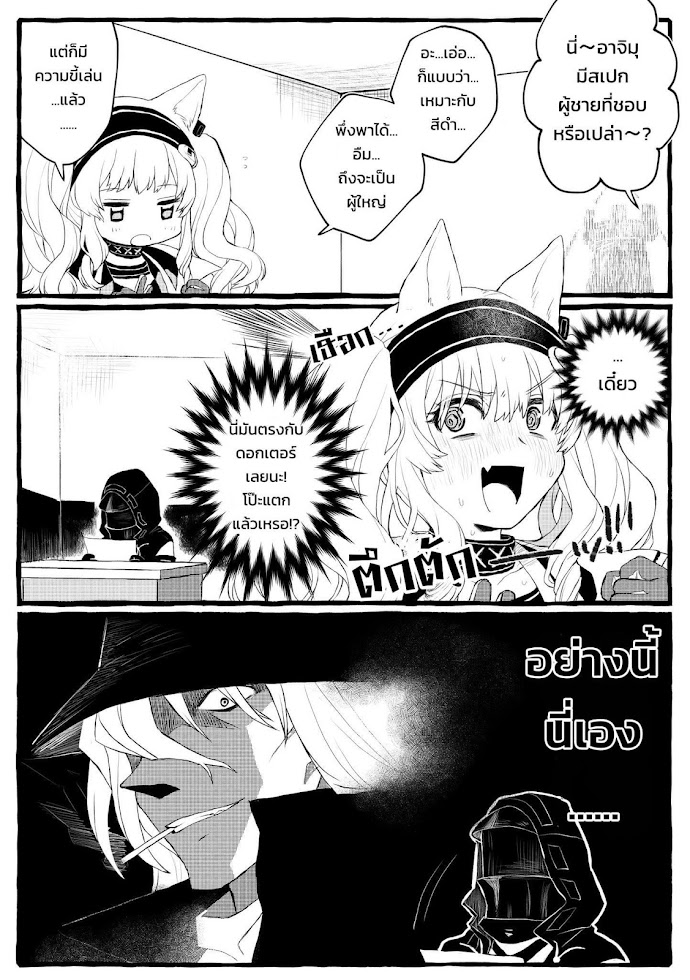 นี่～อาจิมุ
มีสเปก
ผู้ชายที่ชอบ
หรือเปล่า～?
อะ...เอ่อ...
ก็แบบว่า...
เหมาะกับ
สีดำ...
พึ่งพาได้...
อืม...
ถึงจะเป็น
ผู้ใหญ่
แต่ก็มี
ความขี้เล่น
...แล้ว
......
...
เดี๋ยว
เฮือก....
นี่มันตรงกับ
ดอกเตอร์
เลยนะ!
โป๊ะแตก
แล้วเหรอ!?
ตึกตัก
อย่างนี้
นี่เอง
......